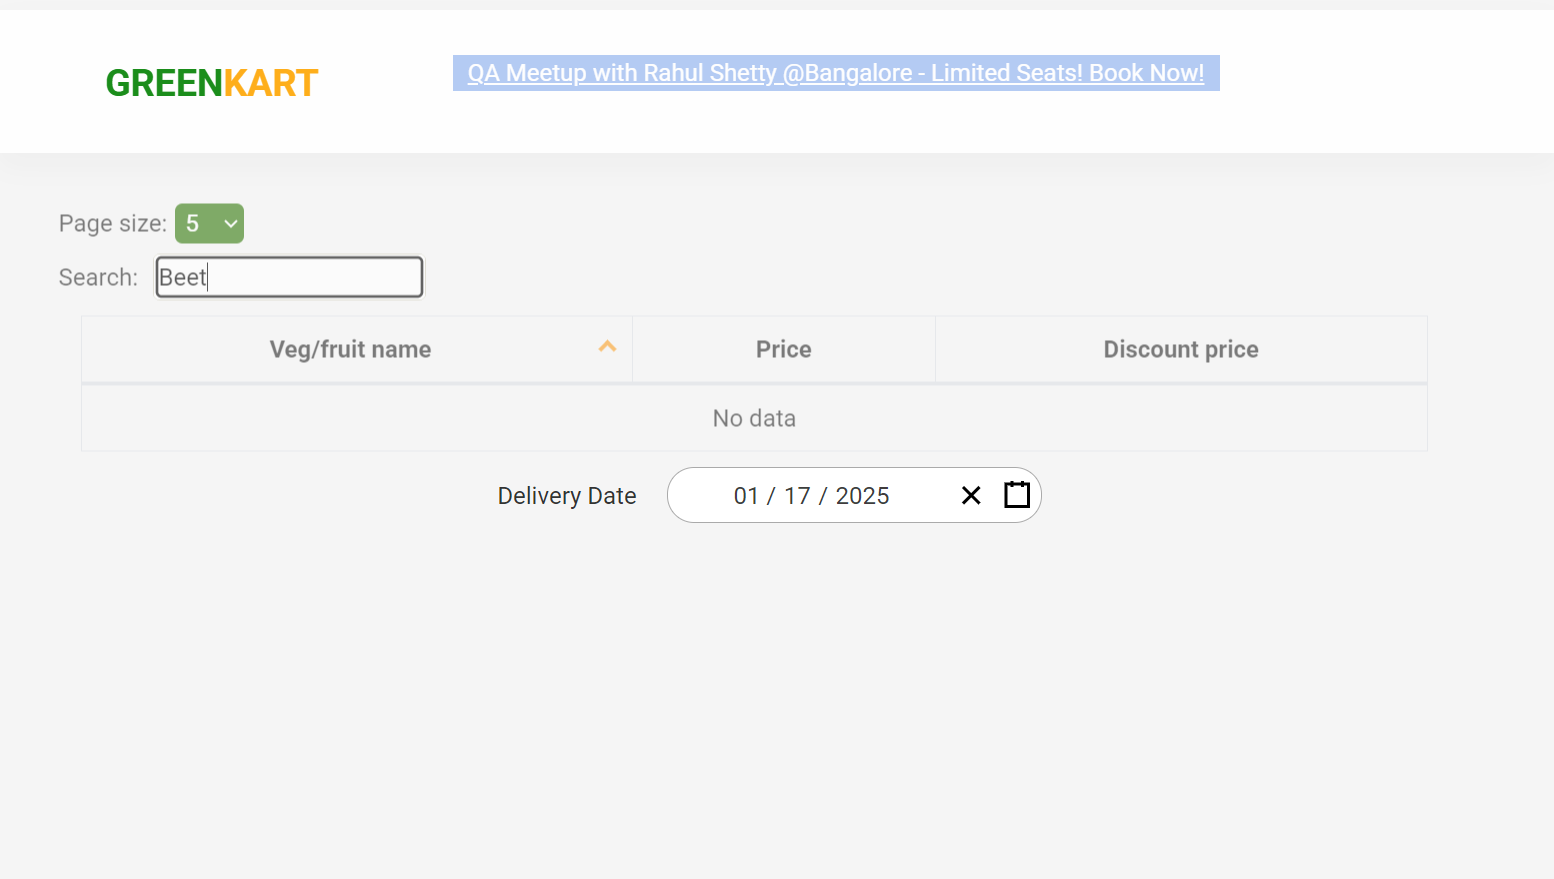 GREENKART
QA Meetup with Rahul Shetty @Bangalore - Limited Seats! Book Now!
Page size: 5
Search: Beet
Veg/fruit name Price Discount price
No data
Delivery Date 01 / 17 / 2025